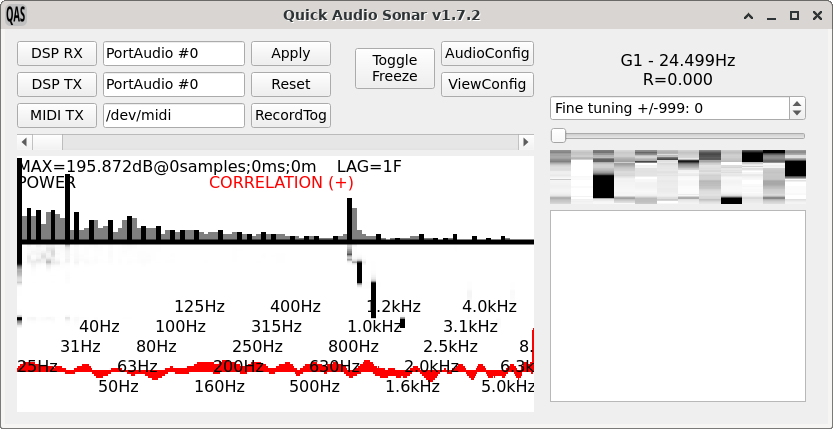 QAS
Quick Audio Sonar v1.7.2
DSP RX PortAudio #0 Apply
DSP TX PortAudio #0 Reset
MIDI TX /dev/midi RecordTog
Toggle
Freeze
AudioConfig
ViewConfig
G1 - 24.499Hz
R=0.000
Fine tuning +/-999: 0
MAX=195.872dB@0samples;0ms;0m LAG=1F
POWER CORRELATION (+)
125Hz 400Hz 1.2kHz 4.0kHz
40Hz 100Hz 315Hz 1.0kHz 3.1kHz
31Hz 80Hz 250Hz 800Hz 2.5kHz 8.
25Hz 63Hz 200Hz 630Hz 2.0kHz 6.3k
50Hz 160Hz 500Hz 1.6kHz 5.0kHz